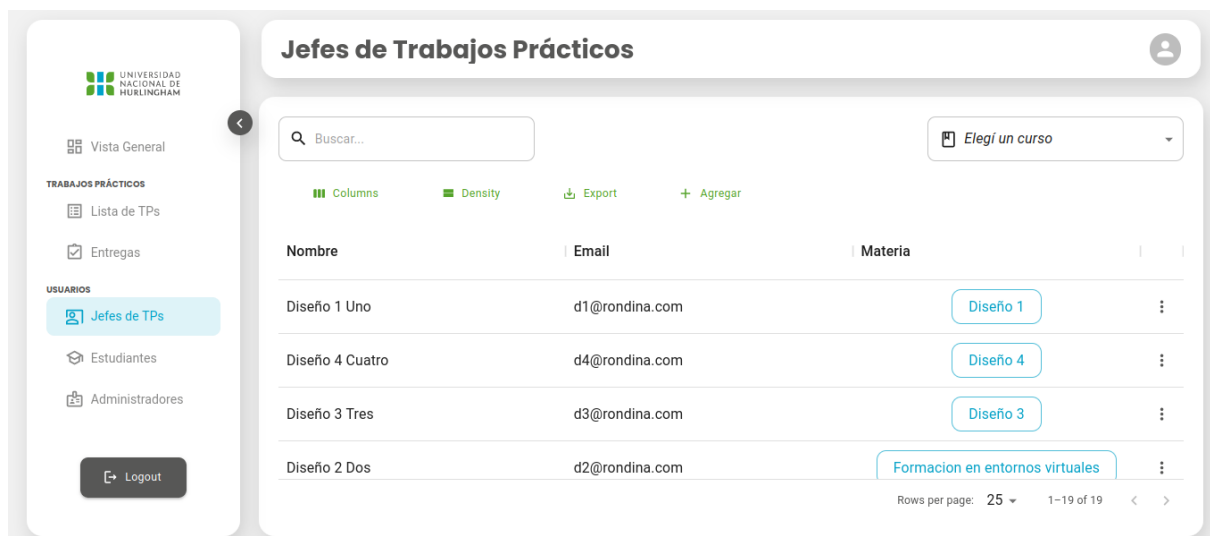 UNIVERSIDAD
NACIONAL DE
HURLINGHAM
Vista General
TRABAJOS PRÁCTICOS
Lista de TPs
Entregas
USUARIOS
Jefes de TPs
Estudiantes
Administradores
Logout
Jefes de Trabajos Prácticos
Buscar...
Elegí un curso
Columns Density Export + Agregar
Nombre Email Materia
Diseño 1 Uno d1@rondina.com Diseño 1
Diseño 4 Cuatro d4@rondina.com Diseño 4
Diseño 3 Tres d3@rondina.com Diseño 3
Diseño 2 Dos d2@rondina.com Formacion en entornos virtuales
Rows per page: 25 1–19 of 19